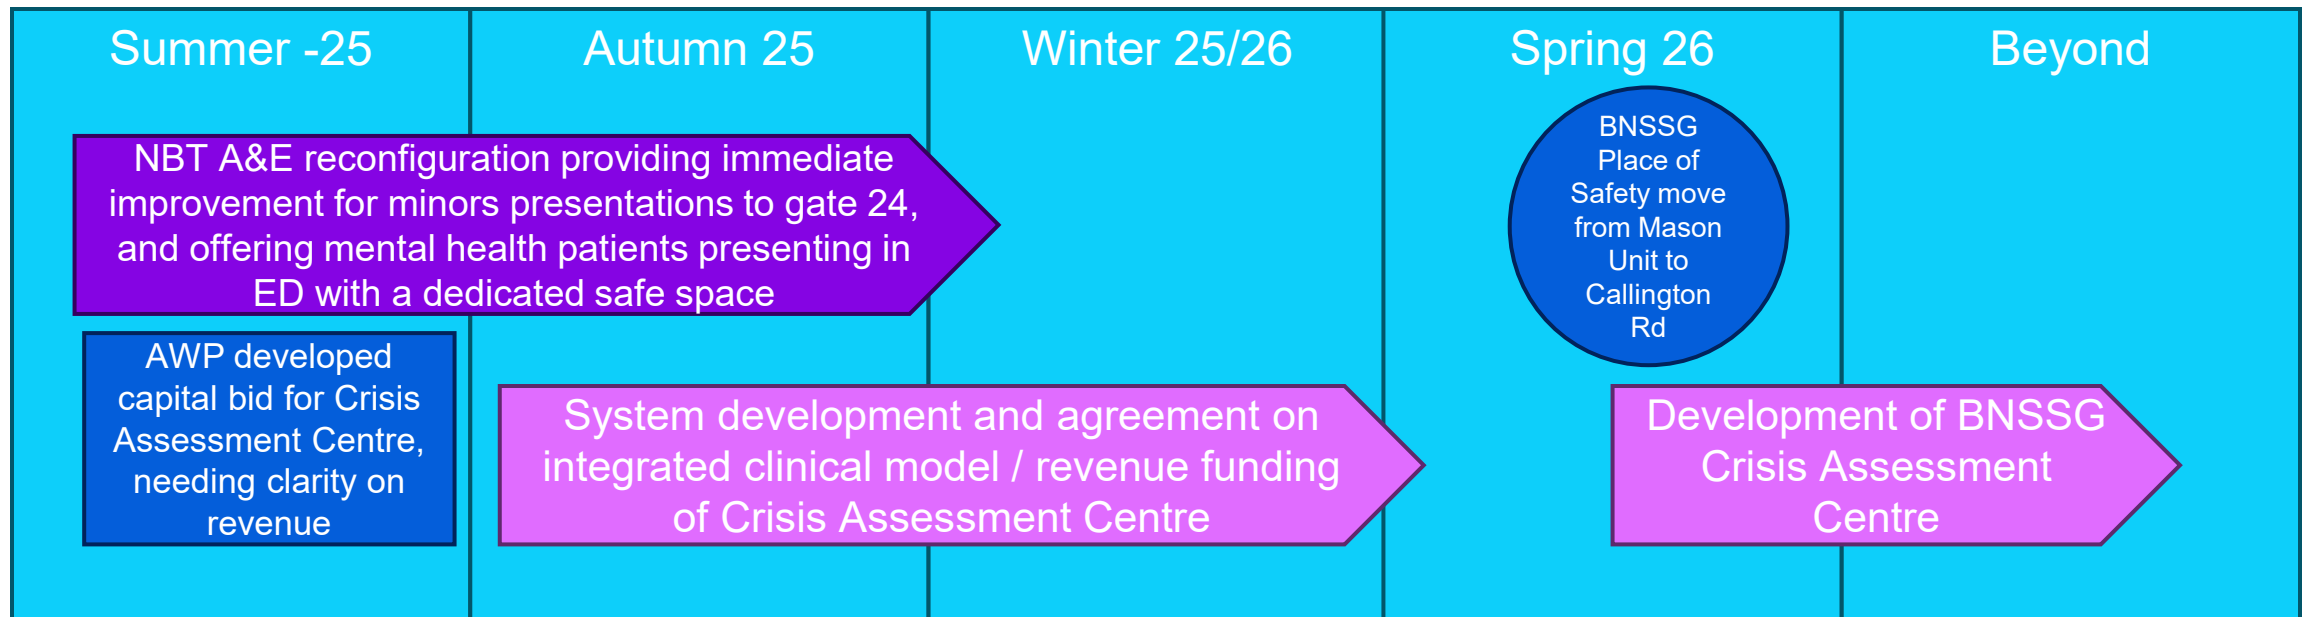 Summer -25
Autumn 25
Winter 25/26
Spring 26
Beyond
NBT A&E reconfiguration providing immediate
improvement for minors presentations to gate 24,
and offering mental health patients presenting in
ED with a dedicated safe space
BNSSG
Place of
Safety move
from Mason
Unit to
Callington
Rd
AWP developed
capital bid for Crisis
Assessment Centre,
needing clarity on
revenue
System development and agreement on
integrated clinical model / revenue funding
of Crisis Assessment Centre
Development of BNSSG
Crisis Assessment
Centre